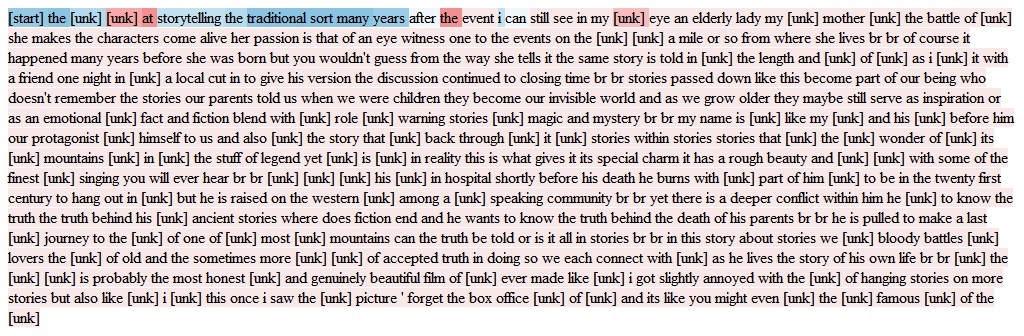 [start] the [unk] [unk] at storytelling the traditional sort many years after the event i can still see in my [unk] eye an elderly lady my [unk] mother [unk] the battle of [unk]
she makes the characters come alive her passion is that of an eye witness one to the events on the [unk] [unk] a mile or so from where she lives br br of course it
happened many years before she was born but you wouldn't guess from the way she tells it the same story is told in [unk] the length and [unk] of [unk] as i [unk] it with
a friend one night in [unk] a local cut in to give his version the discussion continued to closing time br br stories passed down like this become part of our being who
doesn't remember the stories our parents told us when we were children they become our invisible world and as we grow older they maybe still serve as inspiration or
as an emotional [unk] fact and fiction blend with [unk] role [unk] warning stories [unk] magic and mystery br br my name is [unk] like my [unk] and his [unk] before him
our protagonist [unk] himself to us and also [unk] the story that [unk] back through [unk] it [unk] stories within stories stories that [unk] the [unk] wonder of [unk] its
[unk] mountains [unk] in [unk] the stuff of legend yet [unk] is [unk] in reality this is what gives it its special charm it has a rough beauty and [unk] [unk] with some of the
finest [unk] singing you will ever hear br br [unk] [unk] his [unk] in hospital shortly before his death he burns with [unk] part of him [unk] to be in the twenty first
century to hang out in [unk] but he is raised on the western [unk] among a [unk] speaking community br br yet there is a deeper conflict within him he [unk] to know the
truth the truth behind his [unk] ancient stories where does fiction end and he wants to know the truth behind the death of his parents br br he is pulled to make a last
[unk] journey to the [unk] of one of [unk] most [unk] mountains can the truth be told or is it all in stories br br in this story about stories we [unk] bloody battles [unk]
lovers the [unk] of old and the sometimes more [unk] [unk] of accepted truth in doing so we each connect with [unk] as he lives the story of his own life br br [unk] the
[unk] [unk] is probably the most honest [unk] and genuinely beautiful film of [unk] ever made like [unk] i got slightly annoyed with the [unk] of hanging stories on more
stories but also like [unk] i [unk] this once i saw the [unk] picture ' forget the box office [unk] of [unk] and its like you might even [unk] the [unk] famous [unk] of the
[unk]